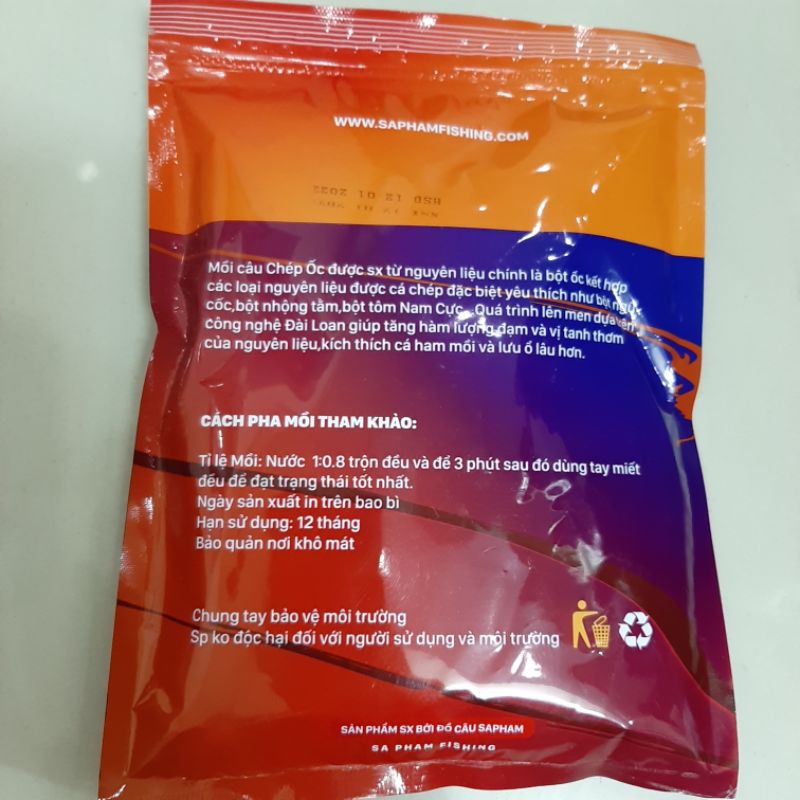 WWW.SAPHAMFISHING.COM
HSD 12 01 2022
Mồi câu Chép Ốc được sx từ nguyên liệu chính là bột ốc kết hợp
các loại nguyên liệu được cá chép đặc biệt yêu thích như bột ngũ
cốc,bột nhộng tằm,bột tôm Nam Cực . Quá trình lên men dựa trên
công nghệ Đài Loan giúp tăng hàm lượng đạm và vị tanh thơm
của nguyên liệu,kích thích cá ham mồi và lưu ổ lâu hơn.
CÁCH PHA MỒI THAM KHẢO:
Tỉ lệ Mồi: Nước 1:0.8 trộn đều và để 3 phút sau đó dùng tay miết
đều để đạt trạng thái tốt nhất.
Ngày sản xuất in trên bao bì
Hạn sử dụng: 12 tháng
Bảo quản nơi khô mát
Chung tay bảo vệ môi trường
Sp ko độc hại đối với người sử dụng và môi trường
SẢN PHẨM SX BỞI ĐỒ CÂU SAPHAM
SA PHAM FISHING